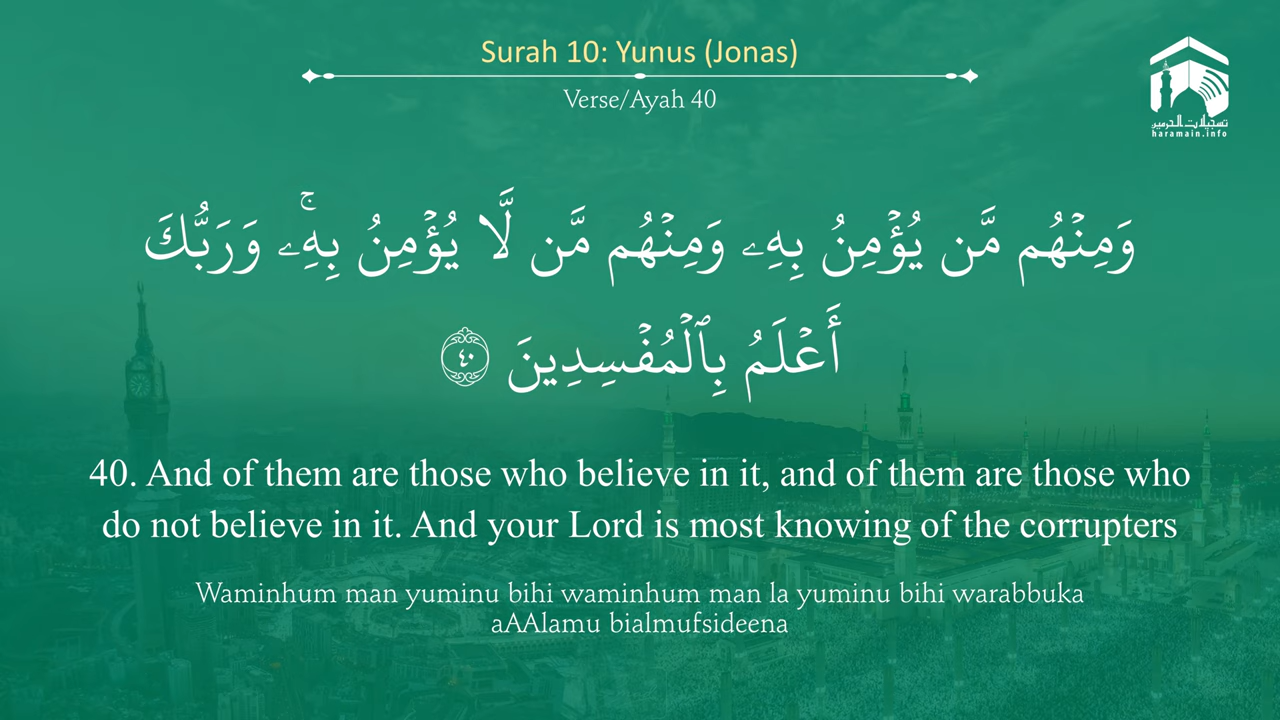 Surah 10: Yunus (Jonas)
Verse/Ayah 40
تسجيلات الحرمين
haramain.info
وَمِنْهُم مَّن يُؤْمِنُ بِهِۦ وَمِنْهُم مَّن لَّا يُؤْمِنُ بِهِۦۚ وَرَبُّكَ
أَعْلَمُ بِٱلْمُفْسِدِينَ ٤٠
40. And of them are those who believe in it, and of them are those who
do not believe in it. And your Lord is most knowing of the corrupters
Waminhum man yuminu bihi waminhum man la yuminu bihi warabbuka
aAAlamu bialmufsideena